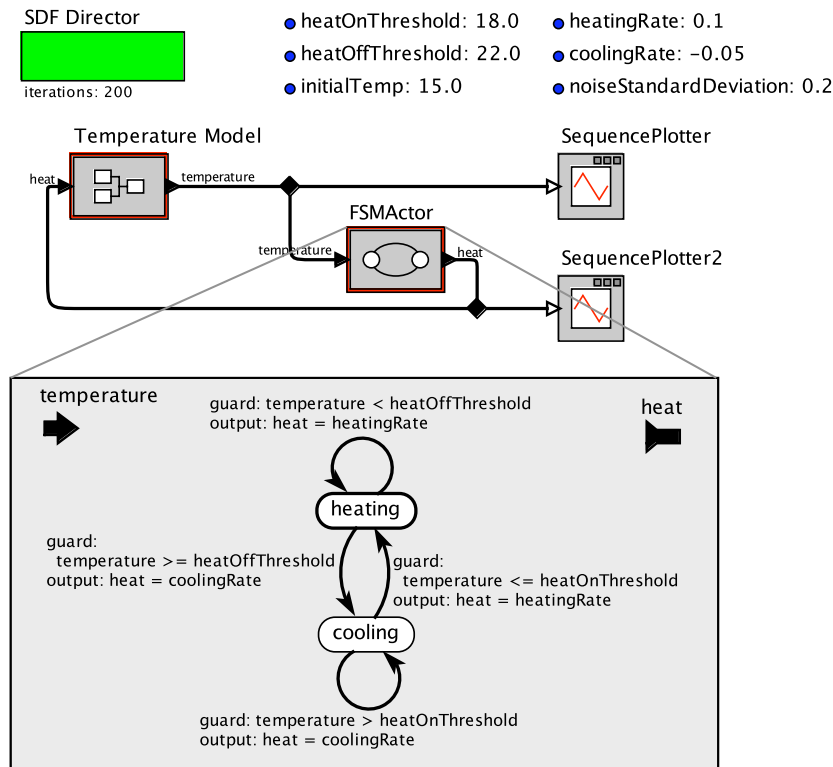 SDF Director
iterations: 200
heatOnThreshold: 18.0
heatOffThreshold: 22.0
initialTemp: 15.0
heatingRate: 0.1
coolingRate: -0.05
noiseStandardDeviation: 0.2
Temperature Model
heat
temperature
SequencePlotter
FSMActor
temperature
heat
SequencePlotter2
temperature
heat
guard: temperature < heatOffThreshold
output: heat = heatingRate
heating
guard:
temperature >= heatOffThreshold
output: heat = coolingRate
guard:
temperature <= heatOnThreshold
output: heat = heatingRate
cooling
guard: temperature > heatOnThreshold
output: heat = coolingRate